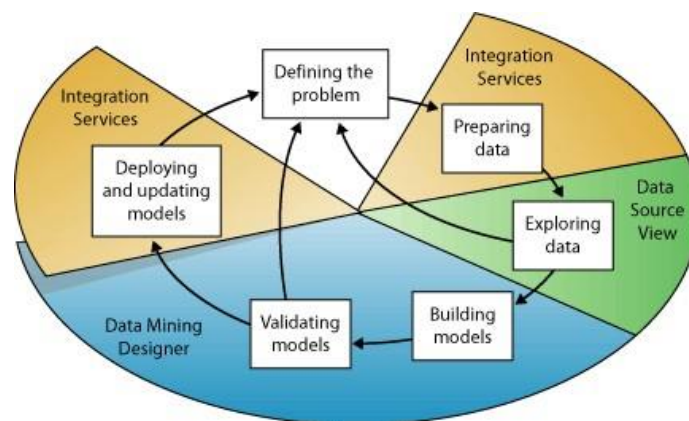 Defining the
problem
Integration
Services
Preparing
data
Data
Source
View
Exploring
data
Building
models
Validating
models
Data Mining
Designer
Deploying
and updating
models
Integration
Services